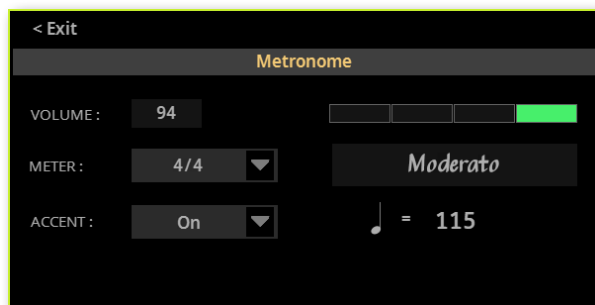 < Exit
Metronome
VOLUME : 94
METER : 4/4
Moderato
ACCENT : On
= 115